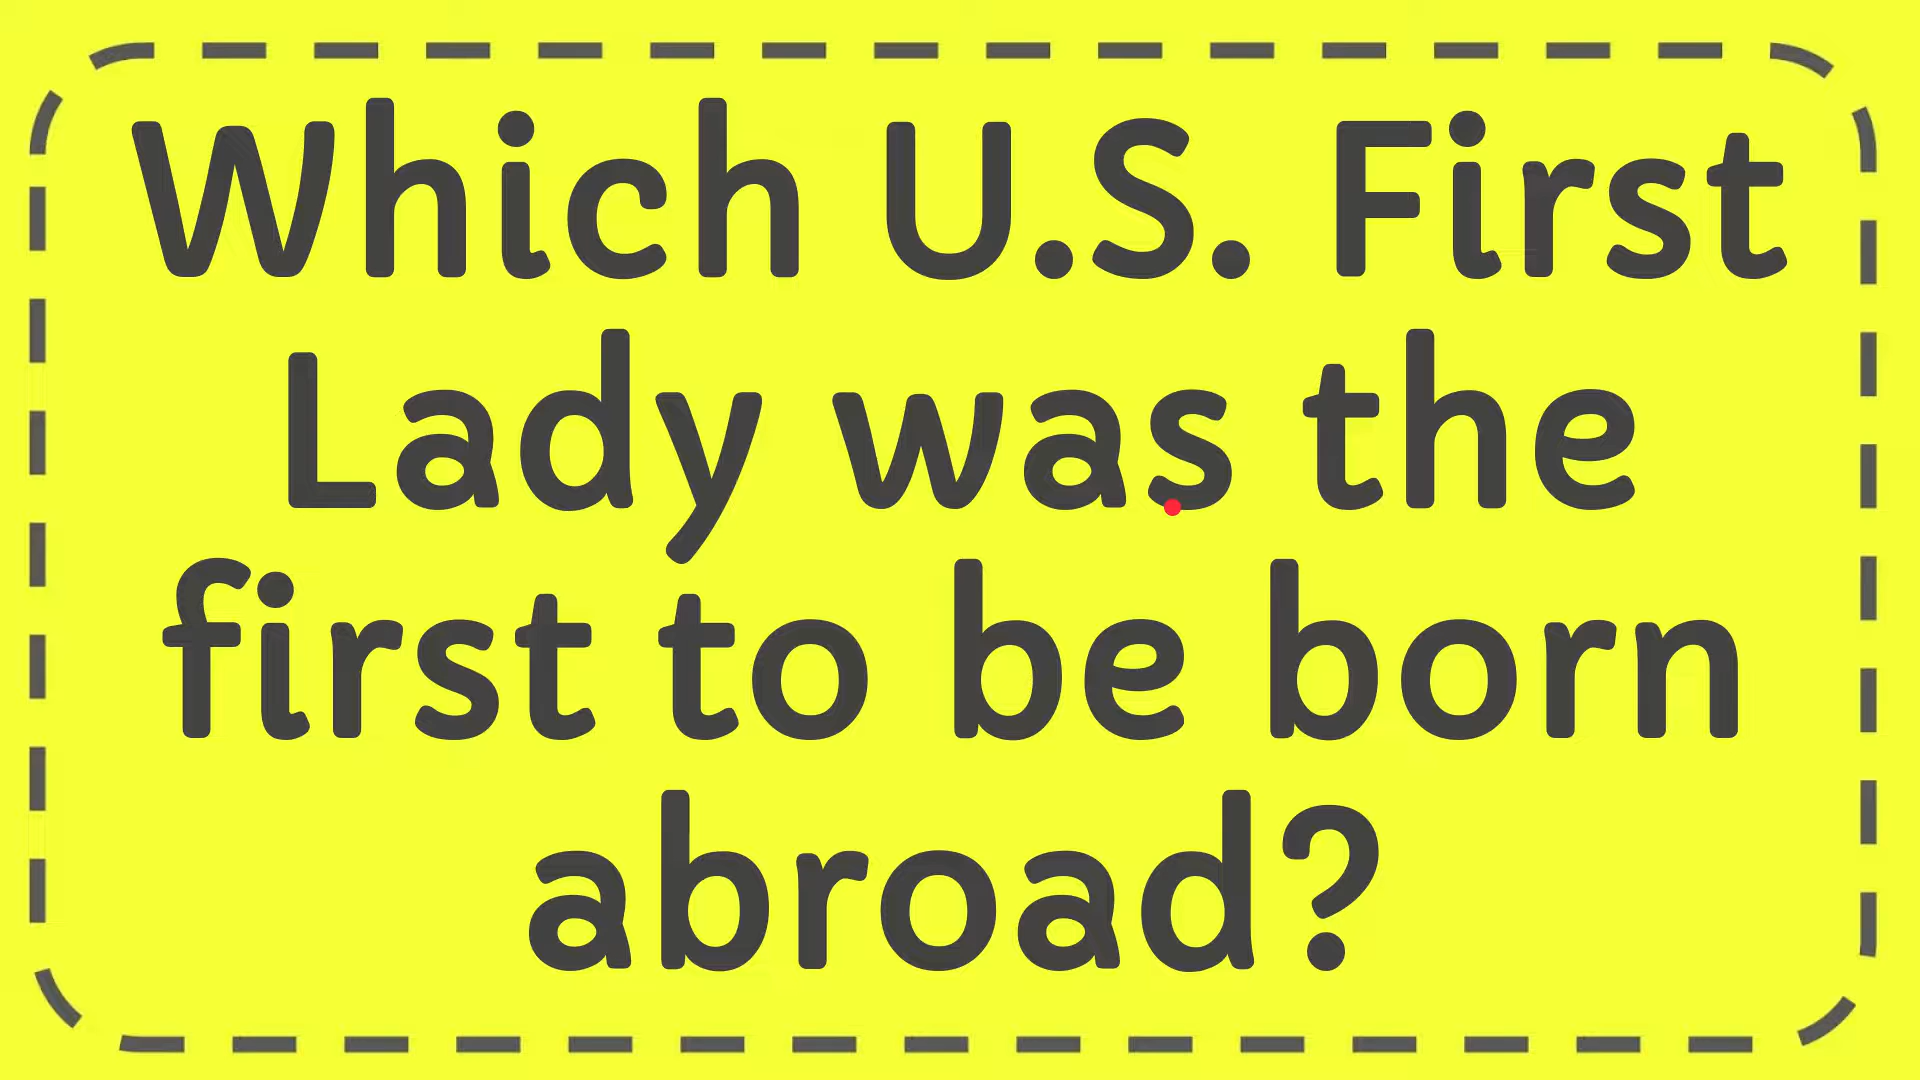 Which U.S. First
Lady was the
first to be born
abroad?